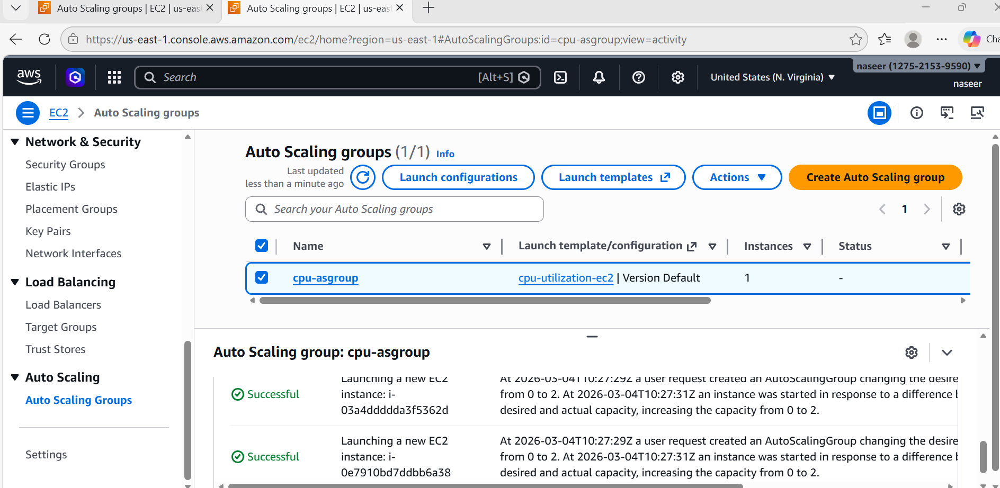 Auto Scaling groups | EC2 | us-east
Auto Scaling groups | EC2 | us-east
https://us-east-1.console.aws.amazon.com/ec2/home?region=us-east-1#AutoScalingGroups:id=cpu-asgroup;view=activity
Cha
aws
Search
[Alt+S]
United States (N. Virginia)
naseer (1275-2153-9590)
naseer
EC2
Auto Scaling groups
Network & Security
Security Groups
Elastic IPs
Placement Groups
Key Pairs
Network Interfaces
Load Balancing
Load Balancers
Target Groups
Trust Stores
Auto Scaling
Auto Scaling Groups
Settings
Auto Scaling groups (1/1) Info
Last updated
less than a minute ago
Launch configurations
Launch templates
Actions
Create Auto Scaling group
Search your Auto Scaling groups
1
Name
Launch template/configuration
Instances
Status
cpu-asgroup
cpu-utilization-ec2 | Version Default
1
-
Auto Scaling group: cpu-asgroup
Successful
Launching a new EC2
instance: i-
03a4dddddda3f5362d
At 2026-03-04T10:27:29Z a user request created an AutoScalingGroup changing the desire
from 0 to 2. At 2026-03-04T10:27:31Z an instance was started in response to a difference b
desired and actual capacity, increasing the capacity from 0 to 2.
Successful
Launching a new EC2
instance: i-
0e7910bd7ddbb6a38
At 2026-03-04T10:27:29Z a user request created an AutoScalingGroup changing the desire
from 0 to 2. At 2026-03-04T10:27:31Z an instance was started in response to a difference b
desired and actual capacity, increasing the capacity from 0 to 2.